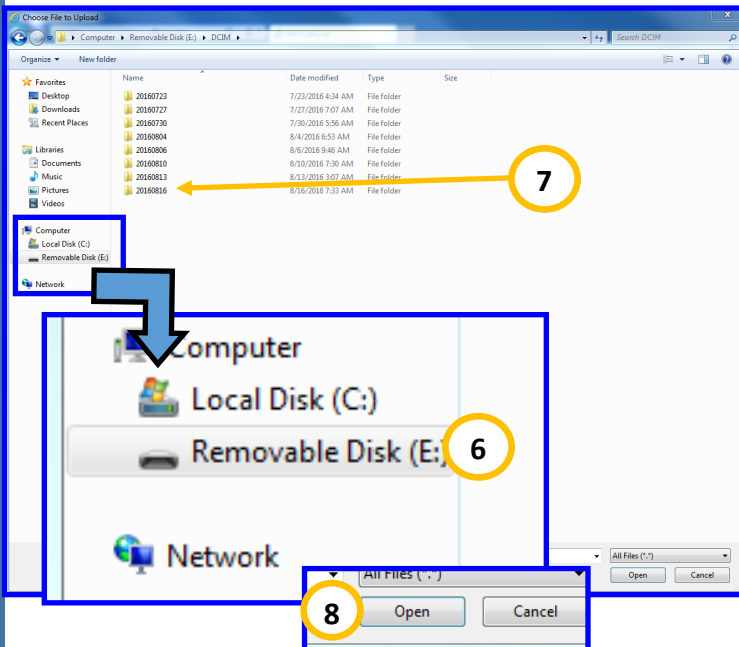 Choose File to Upload
Computer ▸ Removable Disk (E:) ▸ DCIM ▸
Search DCIM
Organize ▾ New folder
Name Date modified Type Size
Favorites
Desktop
Downloads
Recent Places
Libraries
Documents
Music
Pictures
Videos
Computer
Local Disk (C:)
Removable Disk (E:)
Network
20160723 7/23/2016 4:34 AM File folder
20160727 7/27/2016 7:07 AM File folder
20160730 7/30/2016 5:56 AM File folder
20160804 8/4/2016 6:53 AM File folder
20160806 8/6/2016 9:46 AM File folder
20160810 8/10/2016 7:30 AM File folder
20160813 8/13/2016 3:07 AM File folder
20160816 8/16/2016 7:33 AM File folder
7
Computer
Local Disk (C:)
Removable Disk (E:)
6
Network
All Files (*.*)
Open Cancel
All Files (*.*)
8
Open Cancel